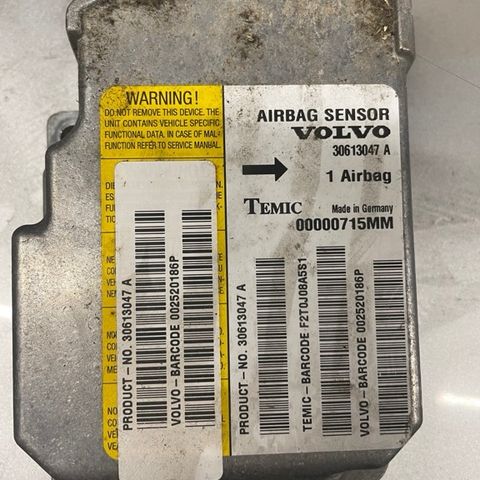 WARNING!
DO NOT REMOVE THIS DEVICE. THE
UNIT CONTAINS VEHICLE SPECIFIC
FUNCTIONAL DATA, IN CASE OF MAL-
FUNCTION REFER TO SERVICE MANUAL.
AIRBAG SENSOR
VOLVO
30613047 A
1 Airbag
TEMIC
Made in Germany
00000715MM
PRODUCT-NO. 30613047 A
VOLVO-BARCODE 002520186P
PRODUCT-NO. 30613047 A
TEMIC-BARCODE F2T0J08A5S1
VOLVO-BARCODE 002520186P